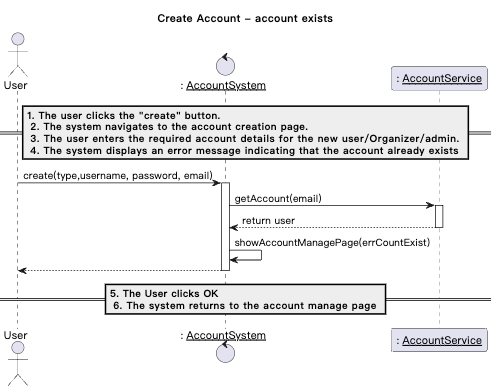 Create Account - account exists
User
: AccountSystem
: AccountService
1. The user clicks the "create" button.
2. The system navigates to the account creation page.
3. The user enters the required account details for the new user/Organizer/admin.
4. The system displays an error message indicating that the account already exists
create(type,username, password, email)
getAccount(email)
return user
showAccountManagePage(errCountExist)
5. The User clicks OK
6. The system returns to the account manage page
User
: AccountSystem
: AccountService